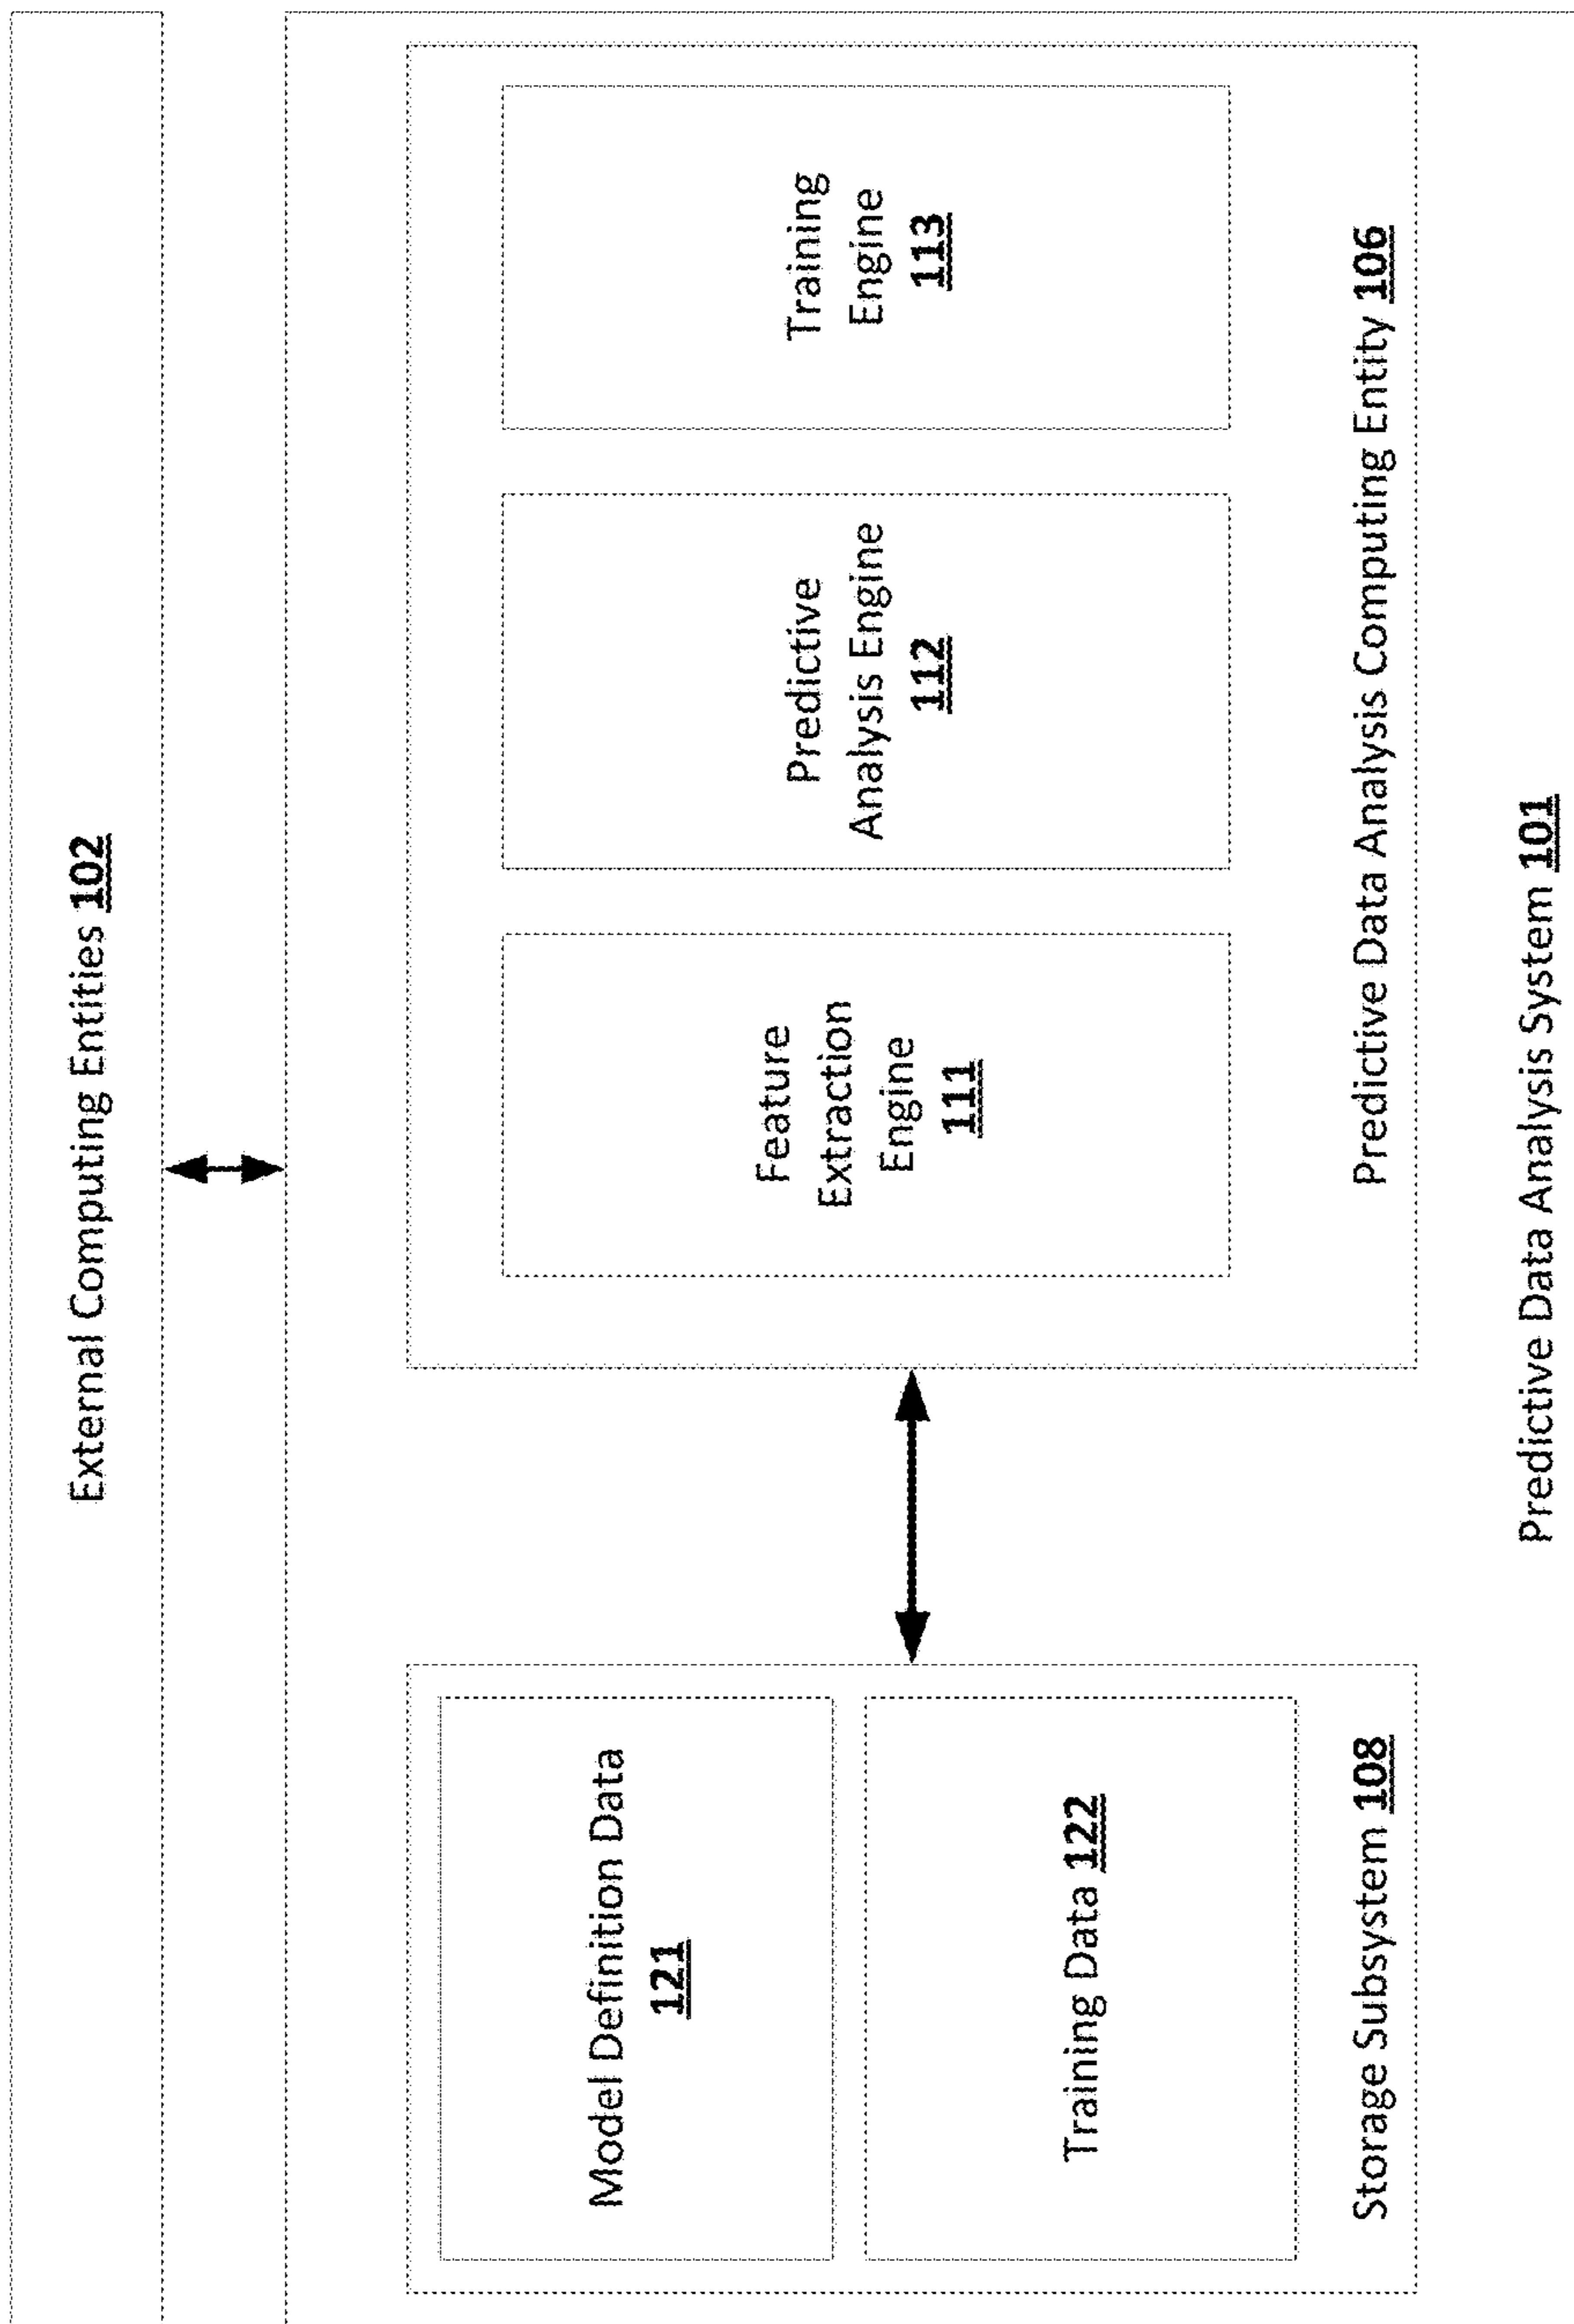 External Computing Entities 102
Model Definition Data
121
Training Data 122
Storage Subsystem 108
Feature
Extraction
Engine
111
Predictive
Analysis Engine
112
Training
Engine
113
Predictive Data Analysis Computing Entity 106
Predictive Data Analysis System 101